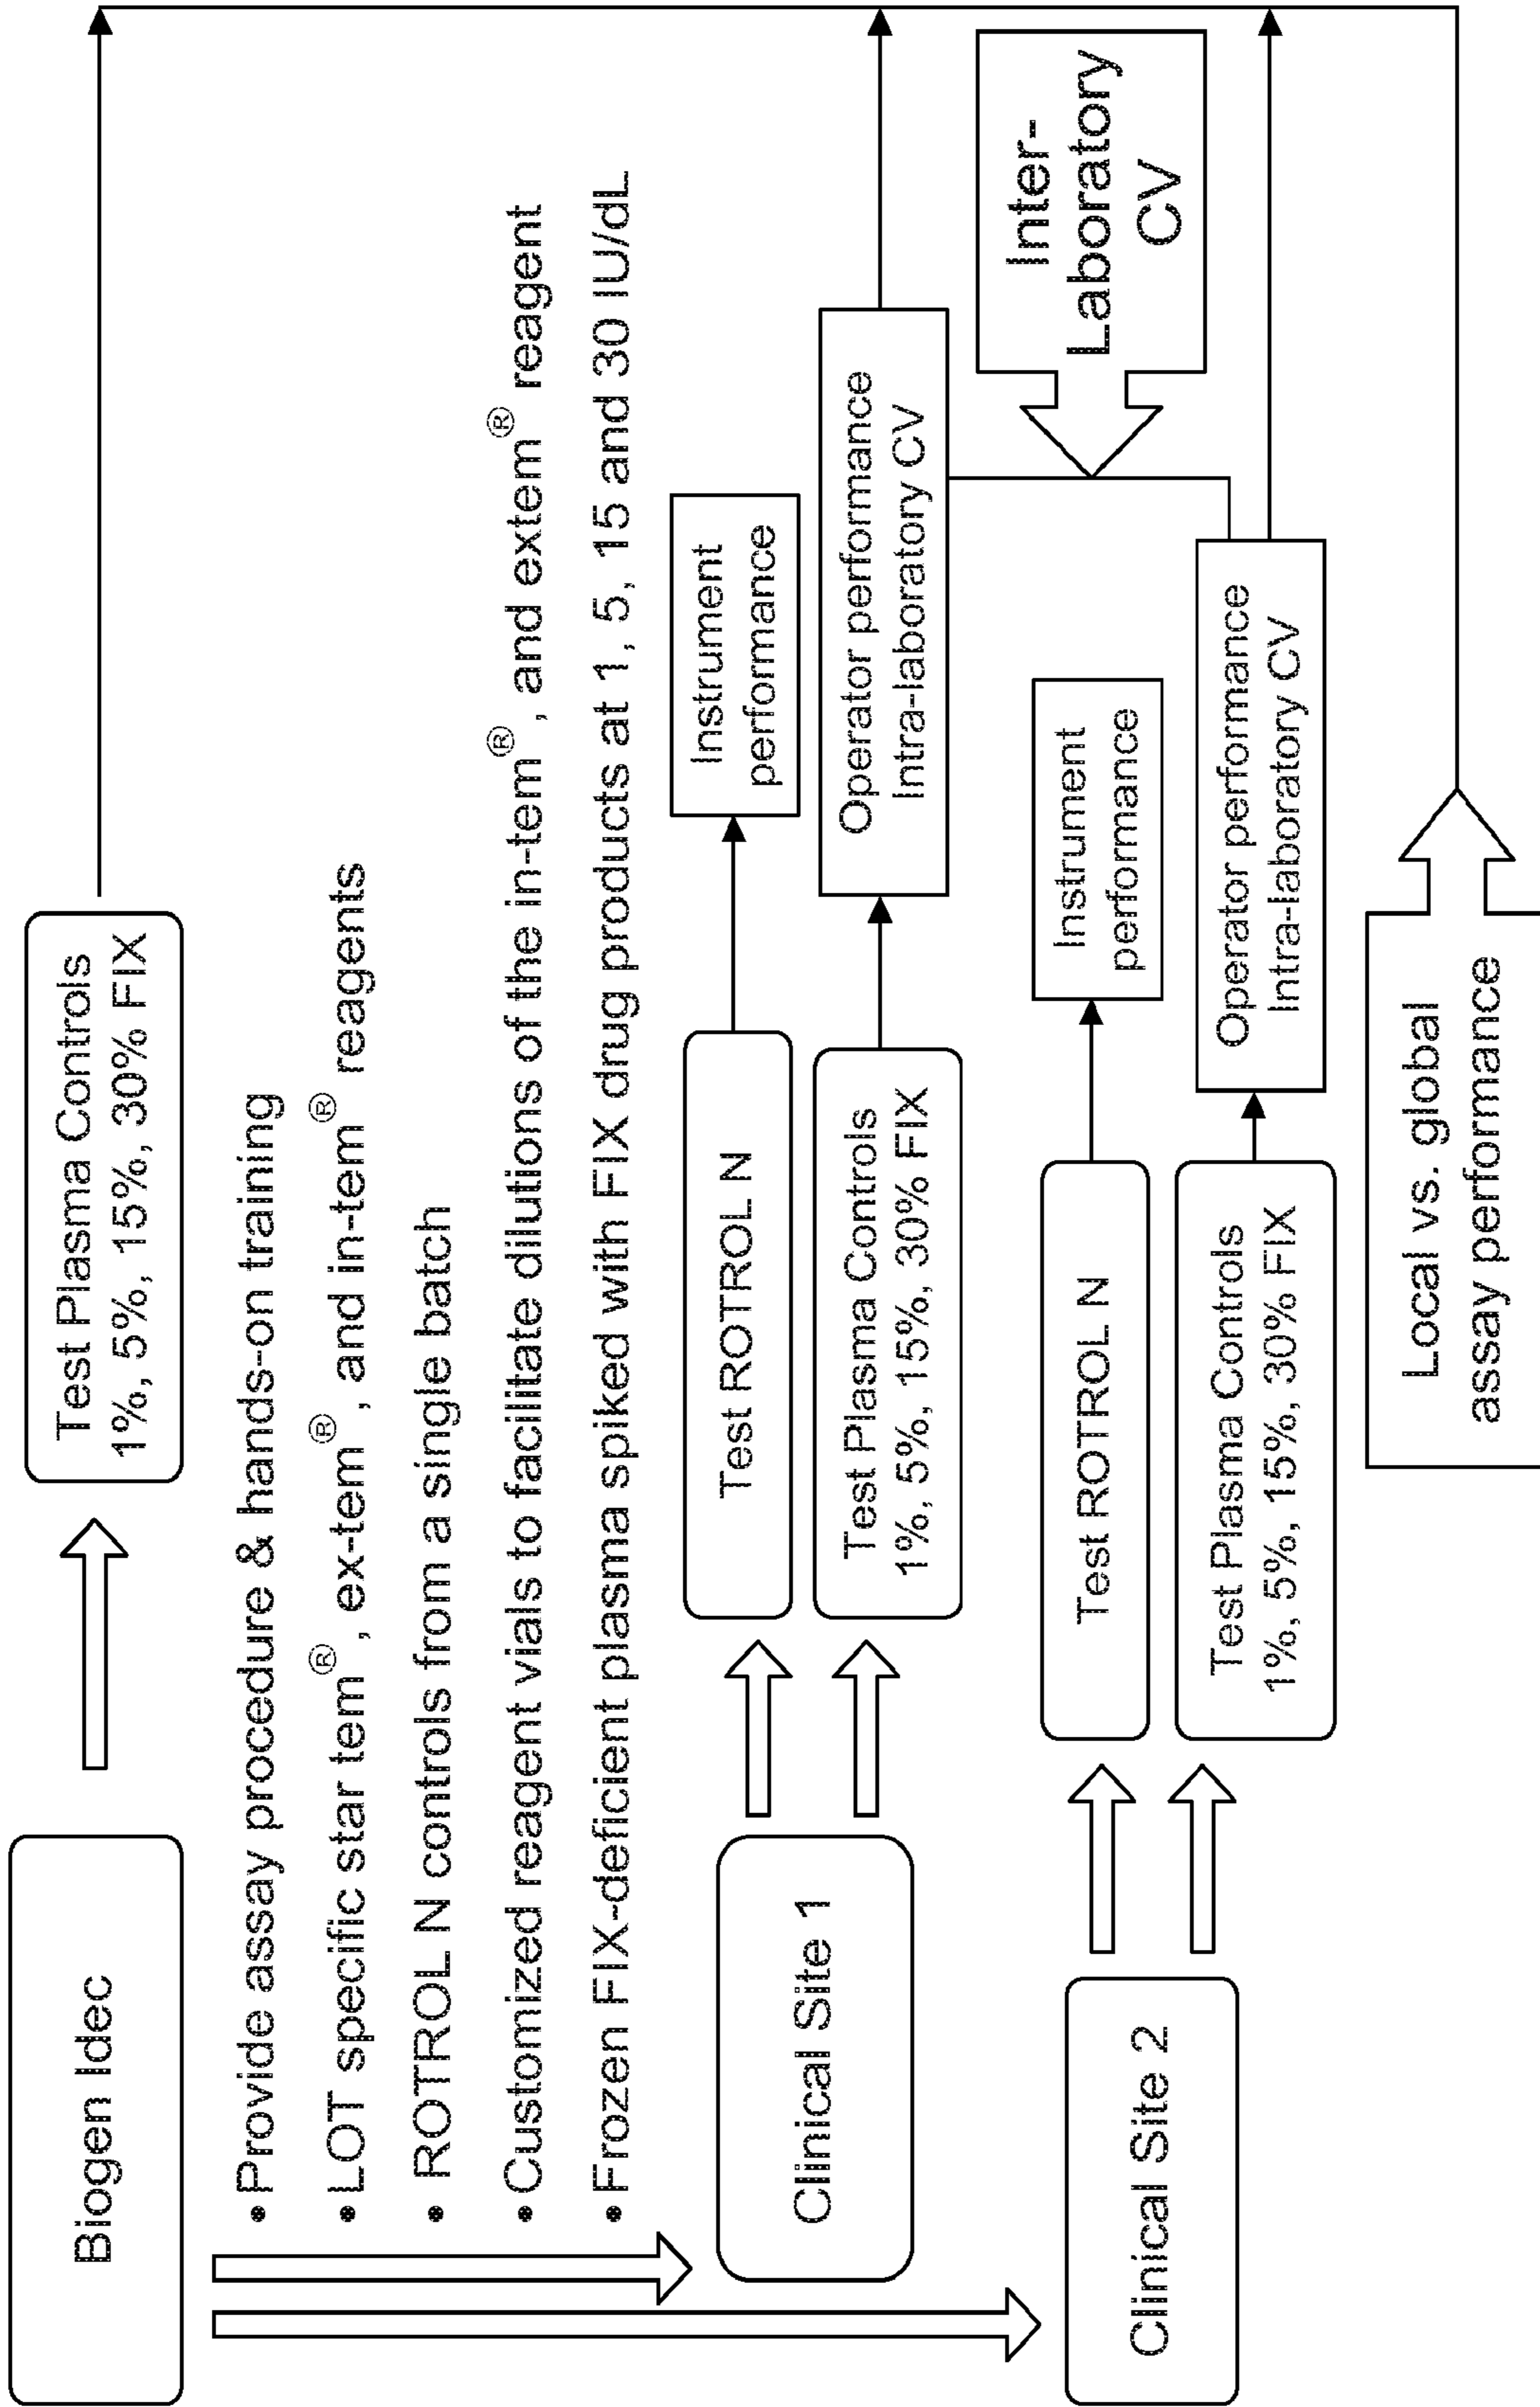 Biogen Idec
Test Plasma Controls
1%, 5%, 15%, 30% FIX
• Provide assay procedure & hands-on training
• LOT specific star tem®, ex-tem®, and in-tem® reagents
• ROTROL N controls from a single batch
• Customized reagent vials to facilitate dilutions of the in-tem®, and extem® reagent
• Frozen FIX-deficient plasma spiked with FIX drug products at 1, 5, 15 and 30 IU/dL
Clinical Site 1
Test ROTROL N
Instrument
performance
Test Plasma Controls
1%, 5%, 15%, 30% FIX
Operator performance
Intra-laboratory CV
Inter-
Laboratory
CV
Clinical Site 2
Test ROTROL N
Instrument
performance
Test Plasma Controls
1%, 5%, 15%, 30% FIX
Operator performance
Intra-laboratory CV
Local vs. global
assay performance